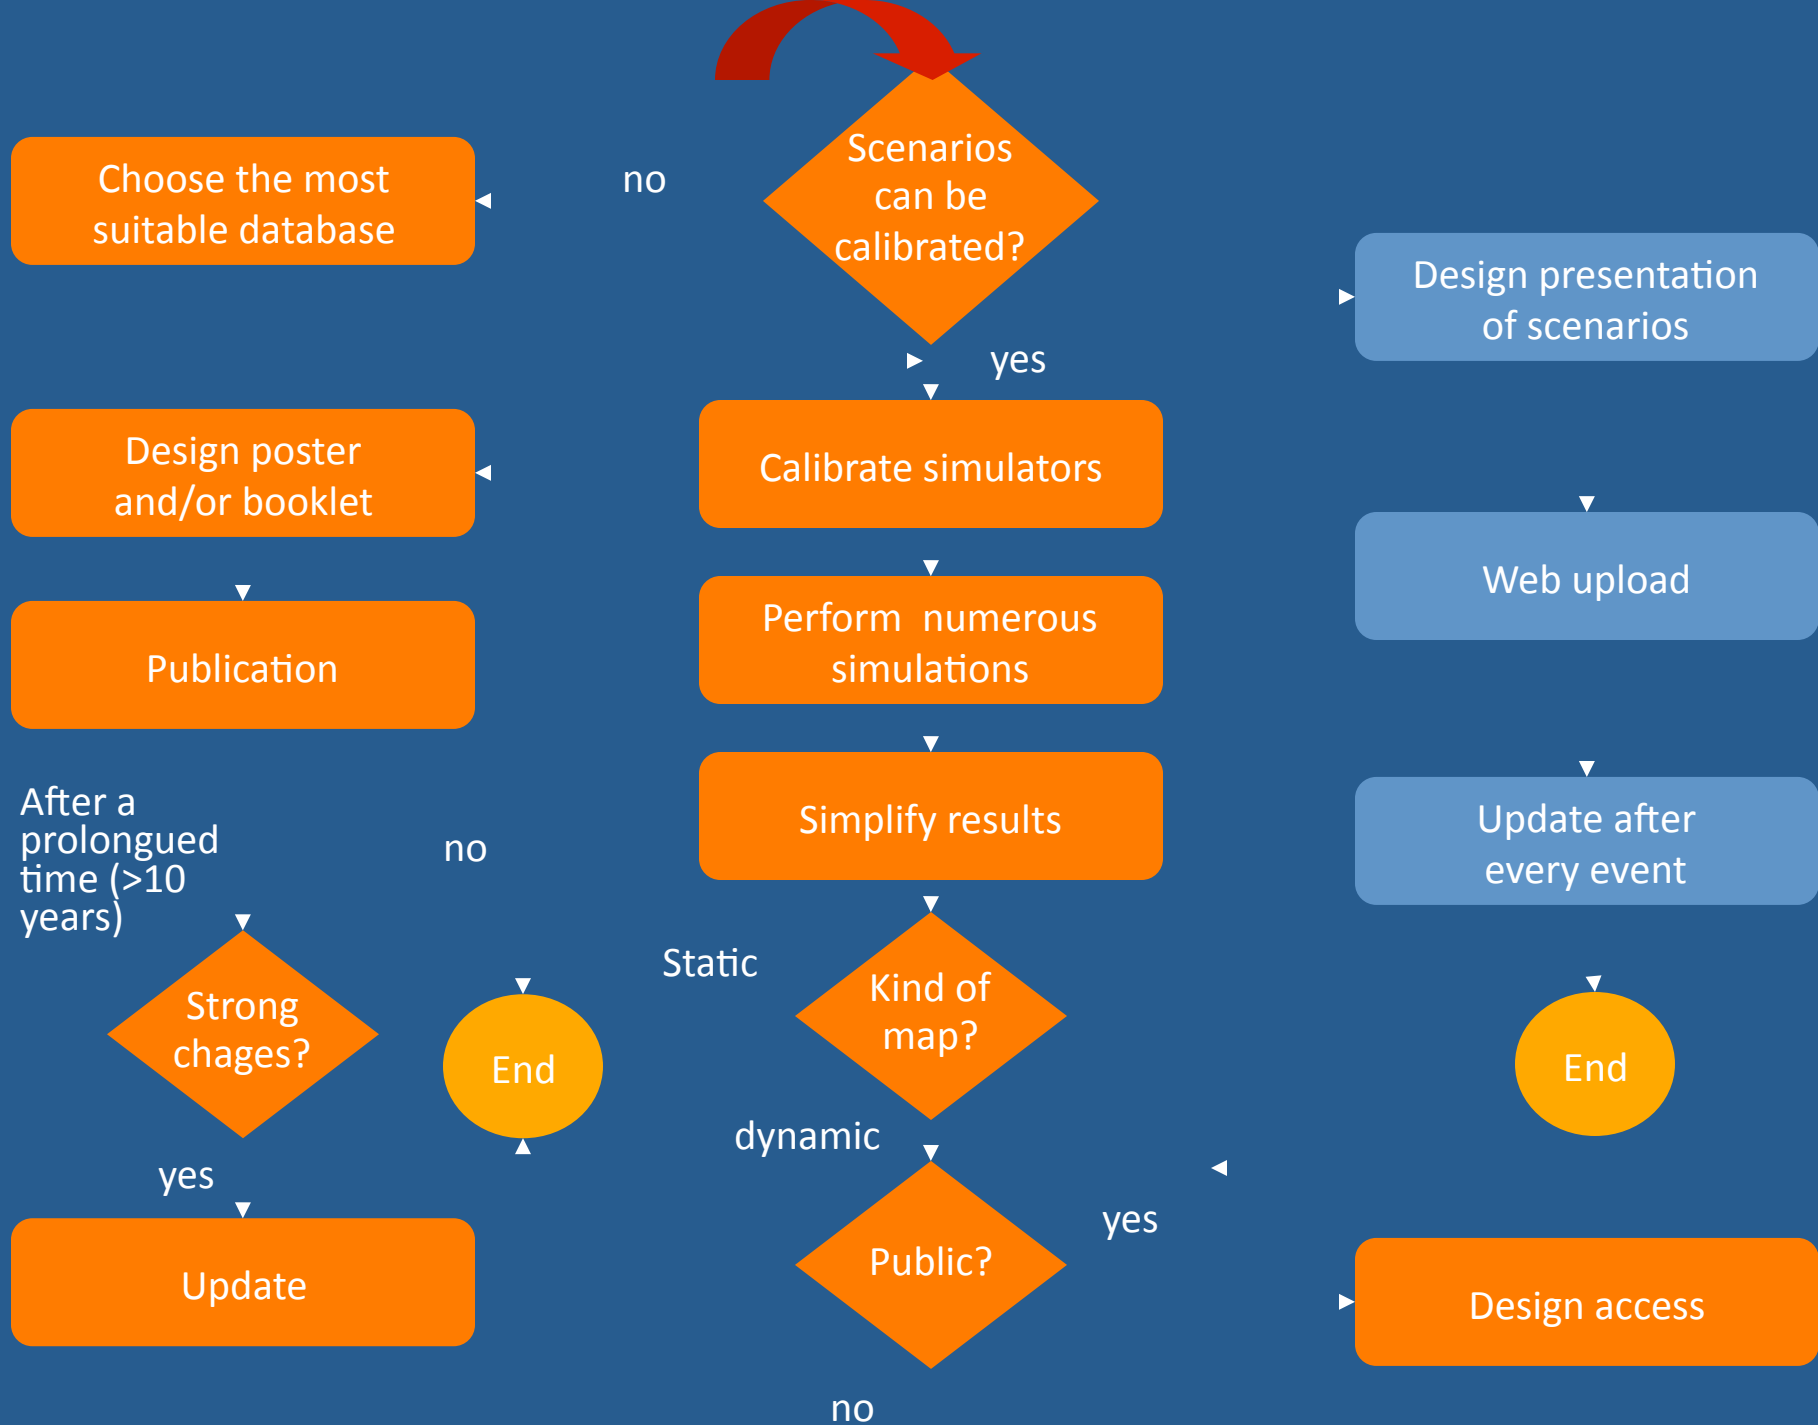 Scenarios
can be
calibrated?
no
Choose the most
suitable database
yes
Design presentation
of scenarios
Design poster
and/or booklet
Calibrate simulators
Web upload
Publication
Perform  numerous
simulations
After a
prolongued
time (>10
years)
no
Simplify results
Update after
every event
Static
Kind of
map?
Strong
chages?
End
End
dynamic
yes
Public?
yes
Update
Design access
no